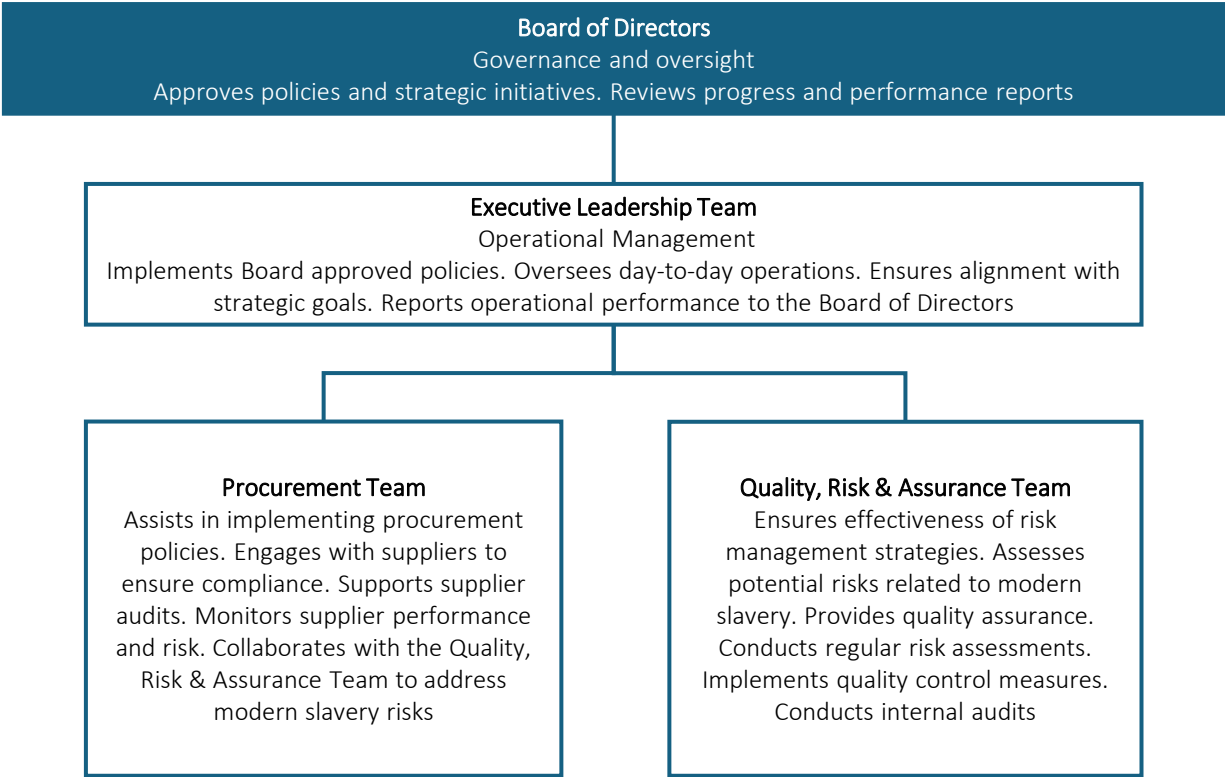 Board of Directors
Governance and oversight
Approves policies and strategic initiatives. Reviews progress and performance reports
Executive Leadership Team
Operational Management
Implements Board approved policies. Oversees day-to-day operations. Ensures alignment with
strategic goals. Reports operational performance to the Board of Directors
Procurement Team
Assists in implementing procurement
policies. Engages with suppliers to
ensure compliance. Supports supplier
audits. Monitors supplier performance
and risk. Collaborates with the Quality,
Risk & Assurance Team to address
modern slavery risks
Quality, Risk & Assurance Team
Ensures effectiveness of risk
management strategies. Assesses
potential risks related to modern
slavery. Provides quality assurance.
Conducts regular risk assessments.
Implements quality control measures.
Conducts internal audits